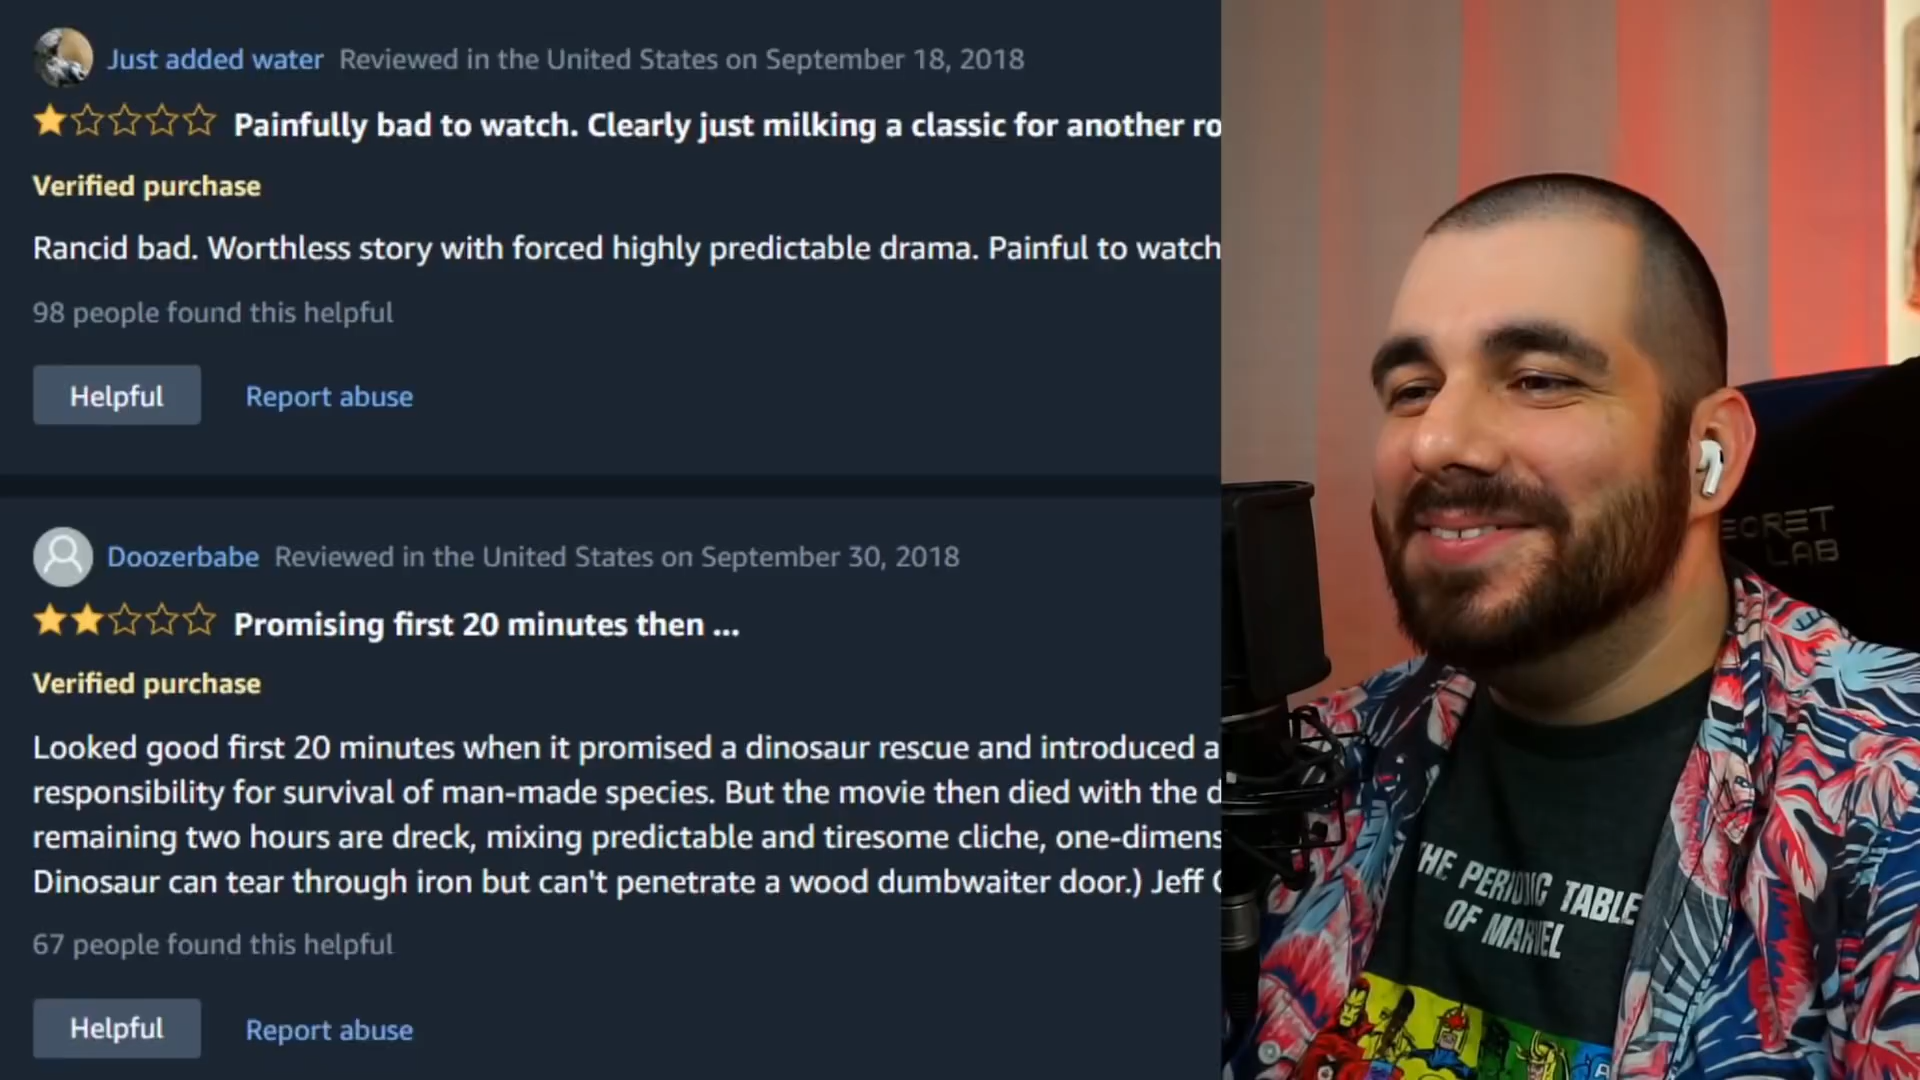 Just added water Reviewed in the United States on September 18, 2018
Painfully bad to watch. Clearly just milking a classic for another ro
Verified purchase
Rancid bad. Worthless story with forced highly predictable drama. Painful to watch
98 people found this helpful
Helpful Report abuse
Doozerbabe Reviewed in the United States on September 30, 2018
Promising first 20 minutes then ...
Verified purchase
Looked good first 20 minutes when it promised a dinosaur rescue and introduced a
responsibility for survival of man-made species. But the movie then died with the d
remaining two hours are dreck, mixing predictable and tiresome cliche, one-dimens
Dinosaur can tear through iron but can't penetrate a wood dumbwaiter door.) Jeff
67 people found this helpful
Helpful Report abuse
ECRET
LAB
THE PERIODIC TABLE
OF MARVEL